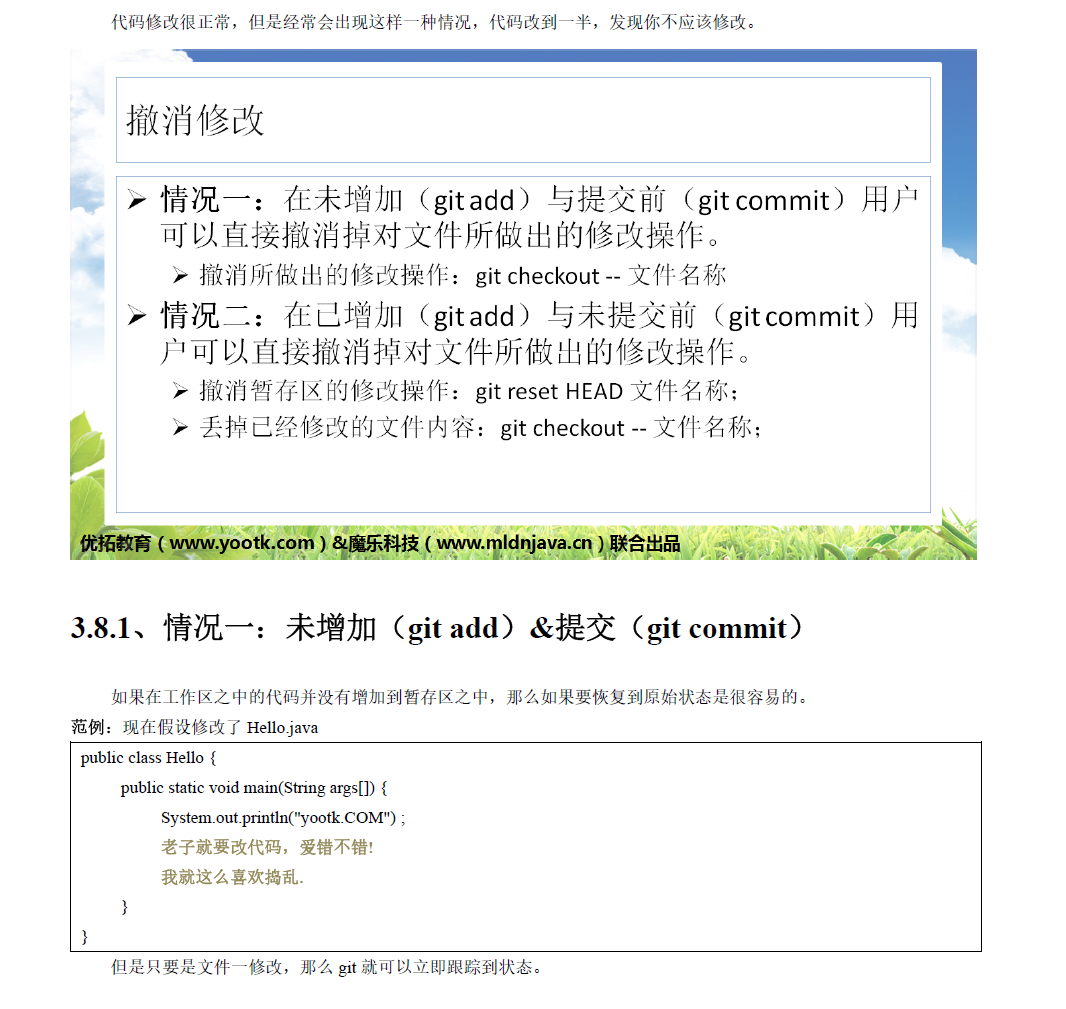 代码修改很正常，但是经常会出现这样一种情况，代码改到一半，发现你不应该修改。
撤消修改
➢ 情况一：在未增加（git add）与提交前（git commit）用户
可以直接撤消掉对文件所做出的修改操作。
➢ 撤消所做出的修改操作：git checkout -- 文件名称
➢ 情况二：在已增加（git add）与未提交前（git commit）用
户可以直接撤消掉对文件所做出的修改操作。
➢ 撤消暂存区的修改操作：git reset HEAD 文件名称；
➢ 丢掉已经修改的文件内容：git checkout -- 文件名称；
优拓教育（www.yootk.com）&魔乐科技（www.mldnjava.cn）联合出品
3.8.1、情况一：未增加（git add）&提交（git commit）
如果在工作区之中的代码并没有增加到暂存区之中，那么如果要恢复到原始状态是很容易的。
范例：现在假设修改了 Hello.java
public class Hello {
public static void main(String args[]) {
System.out.println("yootk.COM") ;
老子就要改代码，爱错不错!
我就这么喜欢捣乱.
}
}
但是只要是文件一修改，那么 git 就可以立即跟踪到状态。